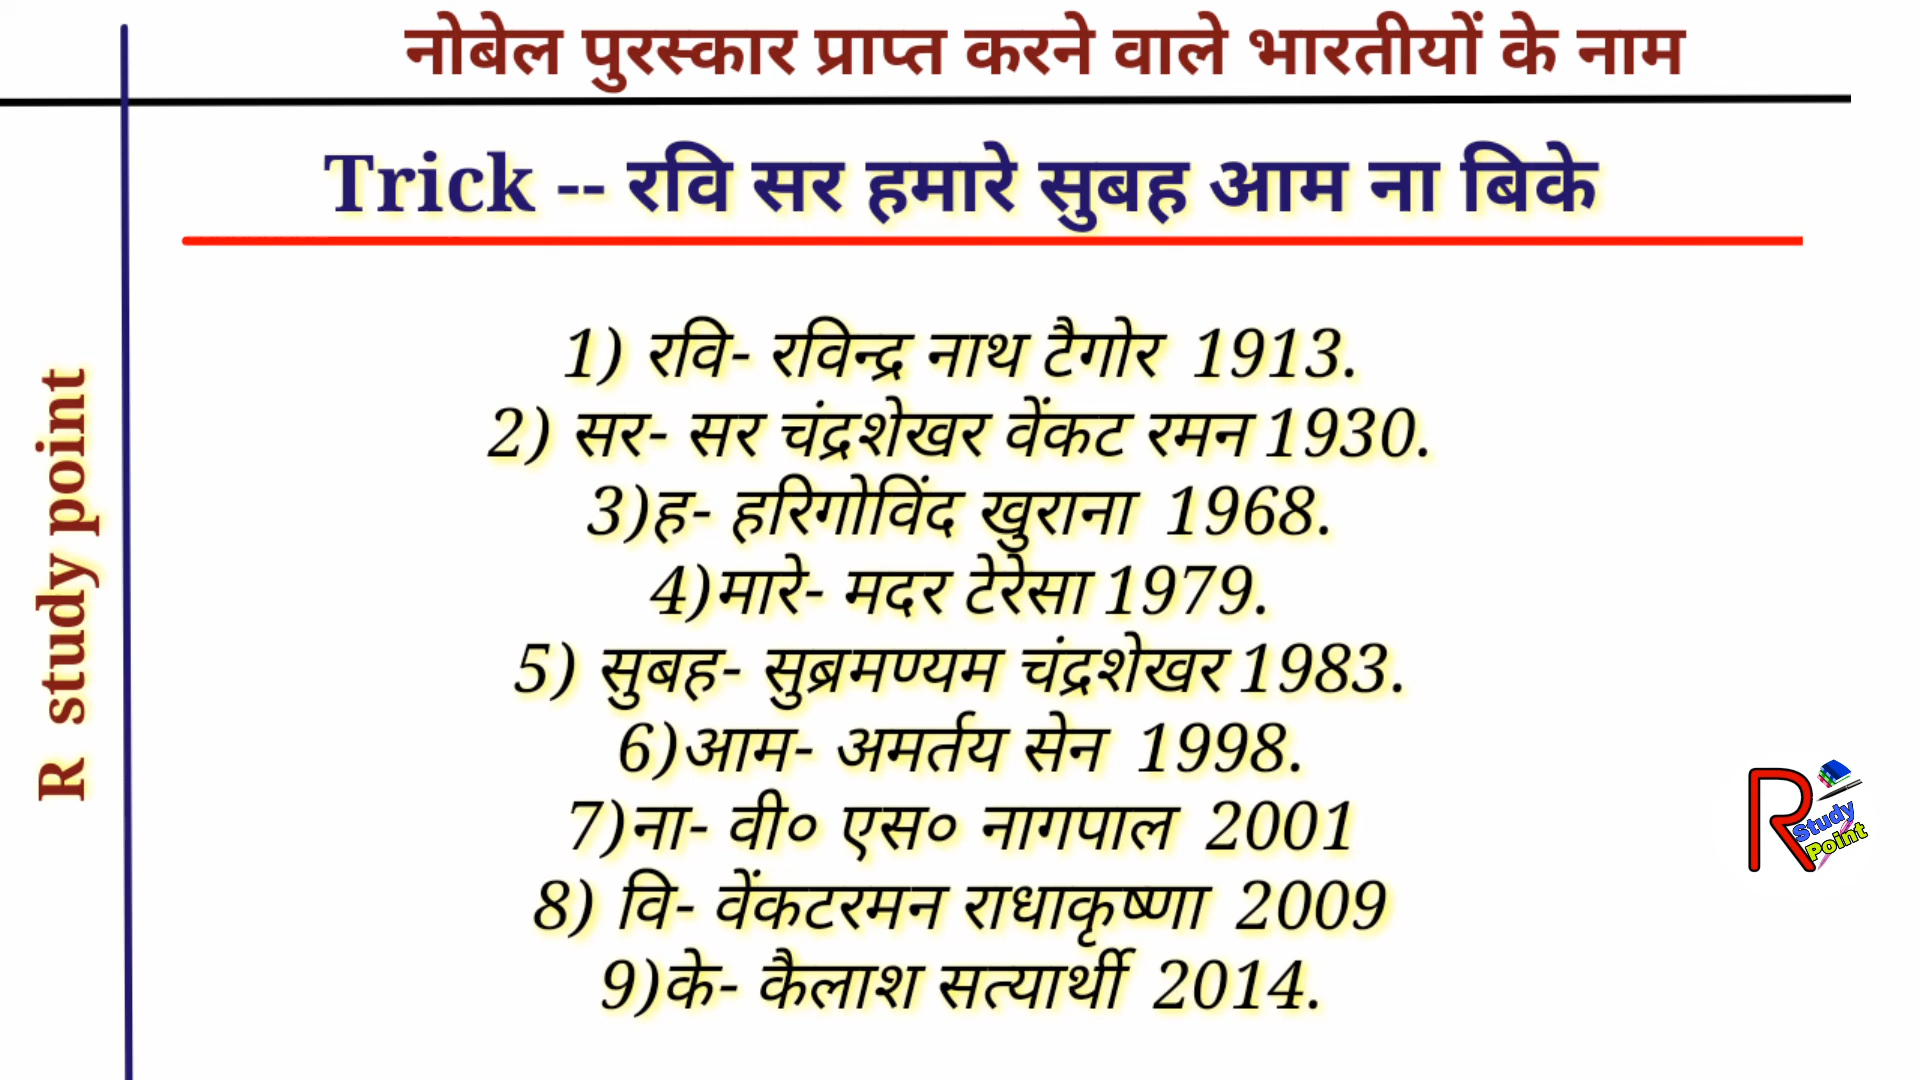 नोबेल पुरस्कार प्राप्त करने वाले भारतीयों के नाम
Trick -- रवि सर हमारे सुबह आम ना बिके
R study point
1) रवि- रविन्द्र नाथ टैगोर 1913.
2) सर- सर चंद्रशेखर वेंकट रमन 1930.
3)ह- हरिगोविंद खुराना 1968.
4)मारे- मदर टेरेसा 1979.
5) सुबह- सुब्रमण्यम चंद्रशेखर 1983.
6)आम- अमर्तय सेन 1998.
7)ना- वी० एस० नागपाल 2001
8) वि- वेंकटरमन राधाकृष्णा 2009
9)के- कैलाश सत्यार्थी 2014.
R Study Point